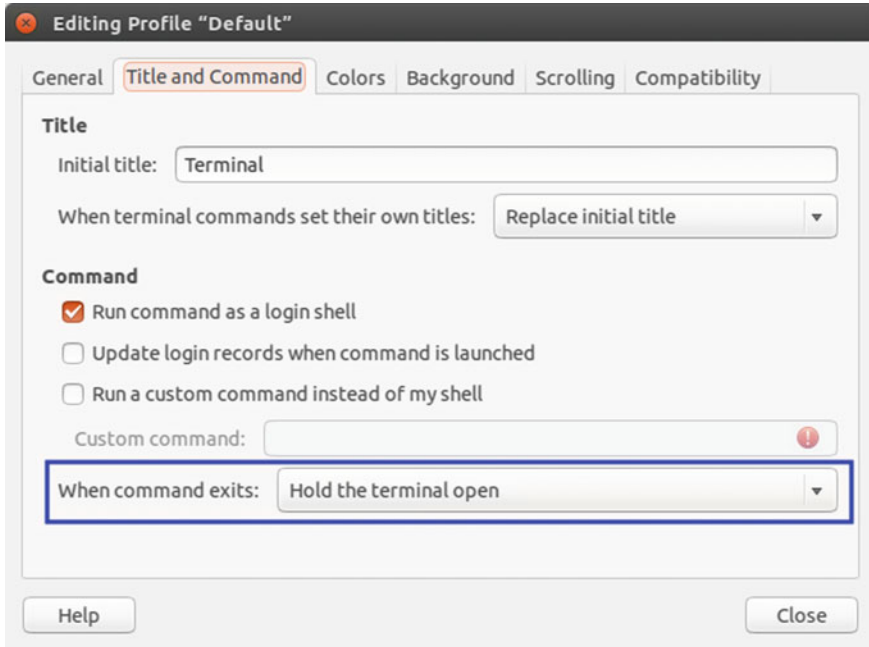 Editing Profile “Default”
General Title and Command Colors Background Scrolling Compatibility
Title
Initial title: Terminal
When terminal commands set their own titles: Replace initial title
Command
Run command as a login shell
Update login records when command is launched
Run a custom command instead of my shell
Custom command:
When command exits: Hold the terminal open
Help Close